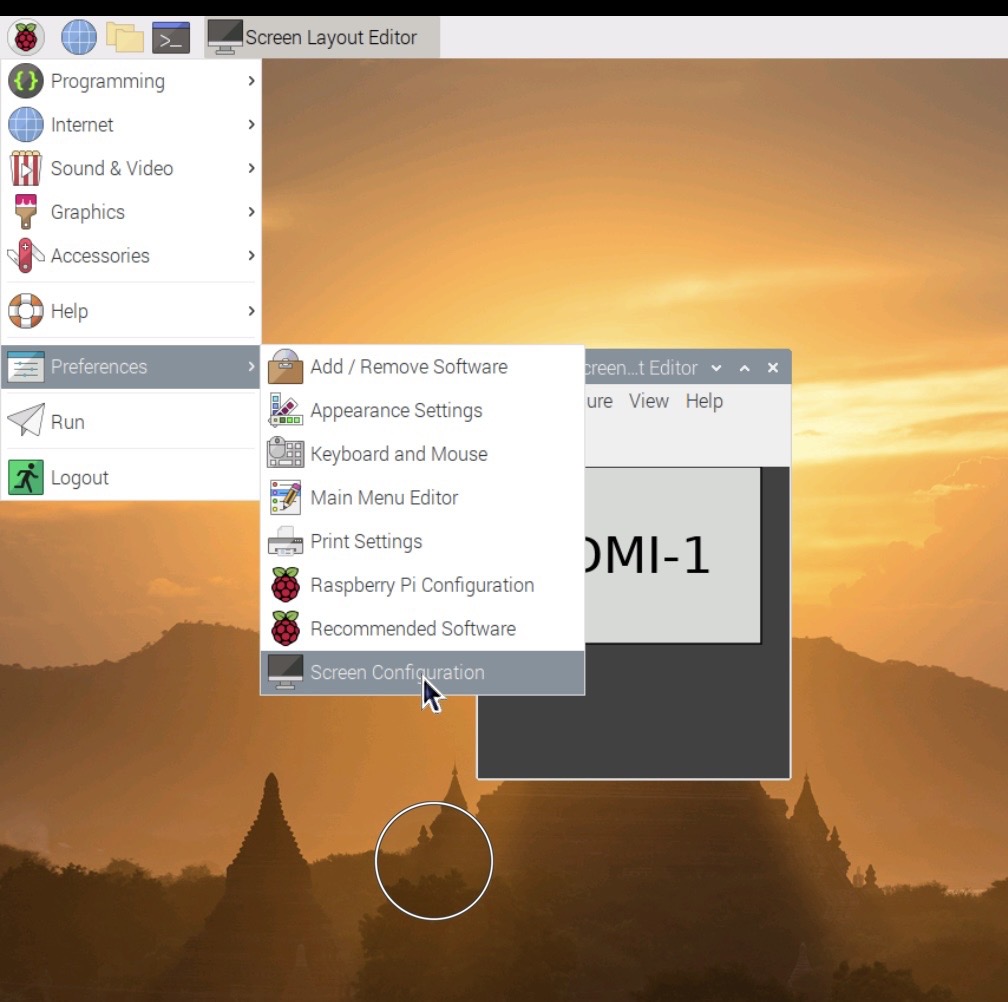 Screen Layout Editor
Programming
Internet
Sound & Video
Graphics
Accessories
Help
Preferences
Run
Logout
Add / Remove Software
Appearance Settings
Keyboard and Mouse
Main Menu Editor
Print Settings
Raspberry Pi Configuration
Recommended Software
Screen Configuration
creen...t Editor
ure View Help
DMI-1